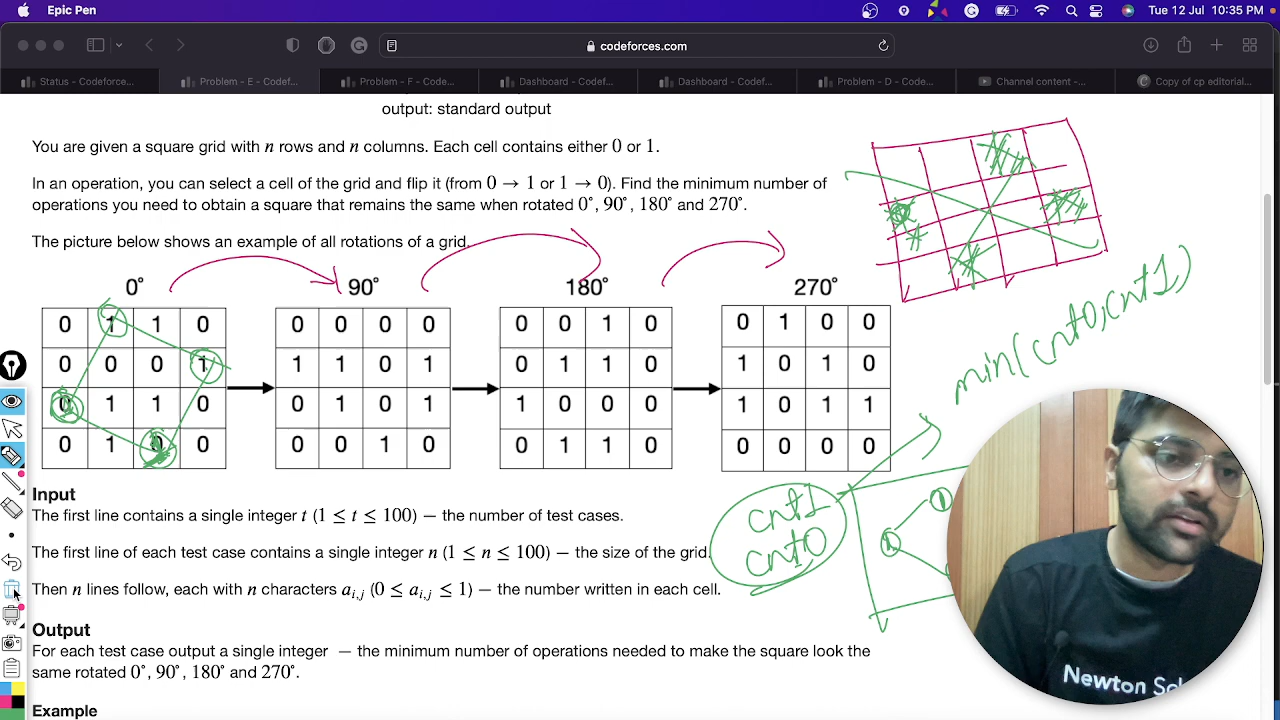 Epic Pen
Tue 12 Jul 10:35 PM
codeforces.com
Status - Codeforce...
Problem - E - Codef...
Problem - F - Code...
Dashboard - Codef...
Dashboard - Codef...
Problem - D - Code...
Channel content -...
Copy of cp editorial...
output: standard output
You are given a square grid with n rows and n columns. Each cell contains either 0 or 1.
In an operation, you can select a cell of the grid and flip it (from 0 → 1 or 1 → 0). Find the minimum number of
operations you need to obtain a square that remains the same when rotated 0°, 90°, 180° and 270°.
The picture below shows an example of all rotations of a grid.
0° 90° 180° 270°
0 1 1 0 0 0 0 0 0 0 1 0 0 1 0 0
0 0 0 1 1 1 0 1 0 1 1 0 1 0 1 0
0 1 1 0 0 1 0 1 1 0 0 0 1 0 1 1
0 1 0 0 0 0 1 0 0 1 1 0 0 0 0 0
min(cnt0,cnt1)
cnt1
cnt0
1
1
Input
The first line contains a single integer t (1 ≤ t ≤ 100) — the number of test cases.
The first line of each test case contains a single integer n (1 ≤ n ≤ 100) — the size of the grid.
Then n lines follow, each with n characters aᵢ,ⱼ (0 ≤ aᵢ,ⱼ ≤ 1) — the number written in each cell.
Output
For each test case output a single integer — the minimum number of operations needed to make the square look the
same rotated 0°, 90°, 180° and 270°.
Example
Newton Sc